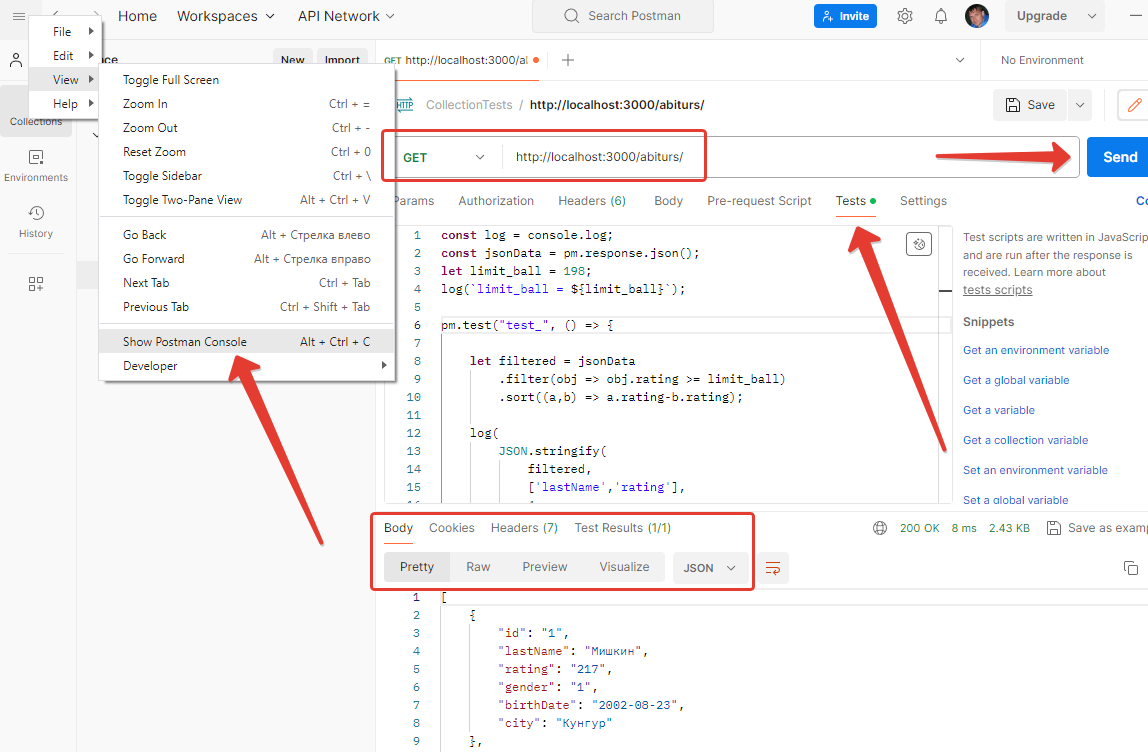 Home Workspaces API Network Search Postman Invite Upgrade
File
Edit
View
Help
New Import
GET http://localhost:3000/al
No Environment
Toggle Full Screen
Zoom In Ctrl + =
Zoom Out Ctrl + -
Reset Zoom Ctrl + 0
Toggle Sidebar Ctrl + \
Toggle Two-Pane View Alt + Ctrl + V
Go Back Alt + Стрелка влево
Go Forward Alt + Стрелка вправо
Next Tab Ctrl + Tab
Previous Tab Ctrl + Shift + Tab
Show Postman Console Alt + Ctrl + C
Developer
Collections
Environments
History
HTTP CollectionTests / http://localhost:3000/abiturs/ Save
GET http://localhost:3000/abiturs/ Send
Params Authorization Headers (6) Body Pre-request Script Tests Settings
1 const log = console.log;
2 const jsonData = pm.response.json();
3 let limit_ball = 198;
4 log(`limit_ball = ${limit_ball}`);
5
6 pm.test("test_", () => {
7
8 let filtered = jsonData
9 .filter(obj => obj.rating >= limit_ball)
10 .sort((a,b) => a.rating-b.rating);
11
12 log(
13 JSON.stringify(
14 filtered,
15 ['lastName','rating'],
Test scripts are written in JavaScrip
and are run after the response is
received. Learn more about
tests scripts
Snippets
Get an environment variable
Get a global variable
Get a variable
Get a collection variable
Set an environment variable
Set a global variable
Body Cookies Headers (7) Test Results (1/1) 200 OK 8 ms 2.43 KB Save as examp
Pretty Raw Preview Visualize JSON
1 [
2 {
3 "id": "1",
4 "lastName": "Мишкин",
5 "rating": "217",
6 "gender": "1",
7 "birthDate": "2002-08-23",
8 "city": "Кунгур"
9 },